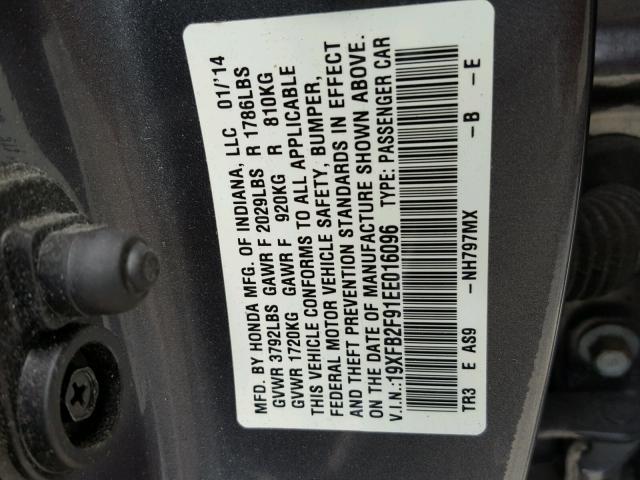 MFD. BY HONDA MFG. OF INDIANA, LLC 01/'14
GVWR 3792LBS GAWR F 2029LBS R 1786LBS
GVWR 1720KG GAWR F 920KG R 810KG
THIS VEHICLE CONFORMS TO ALL APPLICABLE
FEDERAL MOTOR VEHICLE SAFETY, BUMPER,
AND THEFT PREVENTION STANDARDS IN EFFECT
ON THE DATE OF MANUFACTURE SHOWN ABOVE.
V.I.N.:19XFB2F91EE016096 TYPE: PASSENGER CAR
TR3 E AS9 -NH797MX -B -E